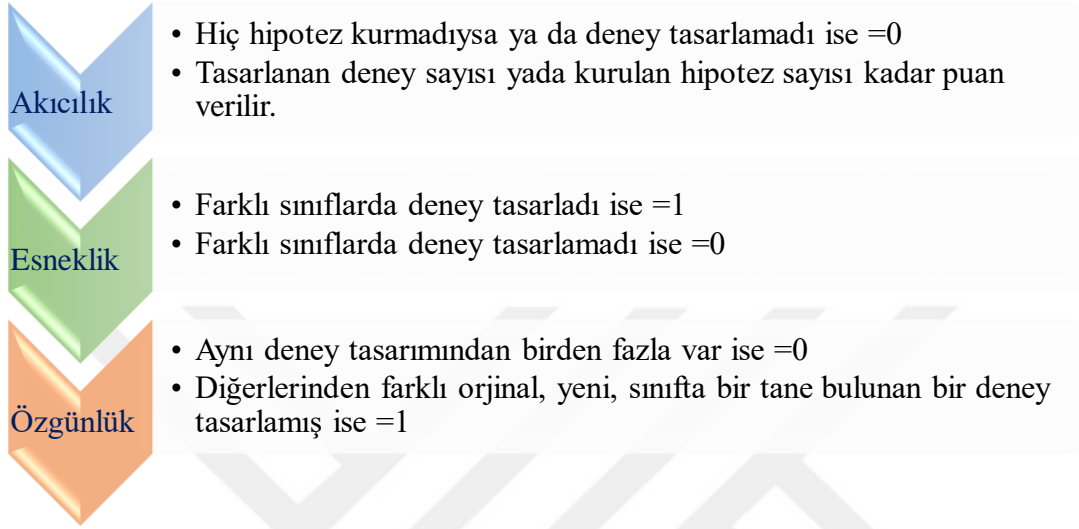 Akıcılık
• Hiç hipotez kurmadıysa ya da deney tasarlamadı ise =0
• Tasarlanan deney sayısı yada kurulan hipotez sayısı kadar puan
verilir.
Esneklik
• Farklı sınıflarda deney tasarladı ise =1
• Farklı sınıflarda deney tasarlamadı ise =0
Özgünlük
• Aynı deney tasarımından birden fazla var ise =0
• Diğerlerinden farklı orjinal, yeni, sınıfta bir tane bulunan bir deney
tasarlamış ise =1